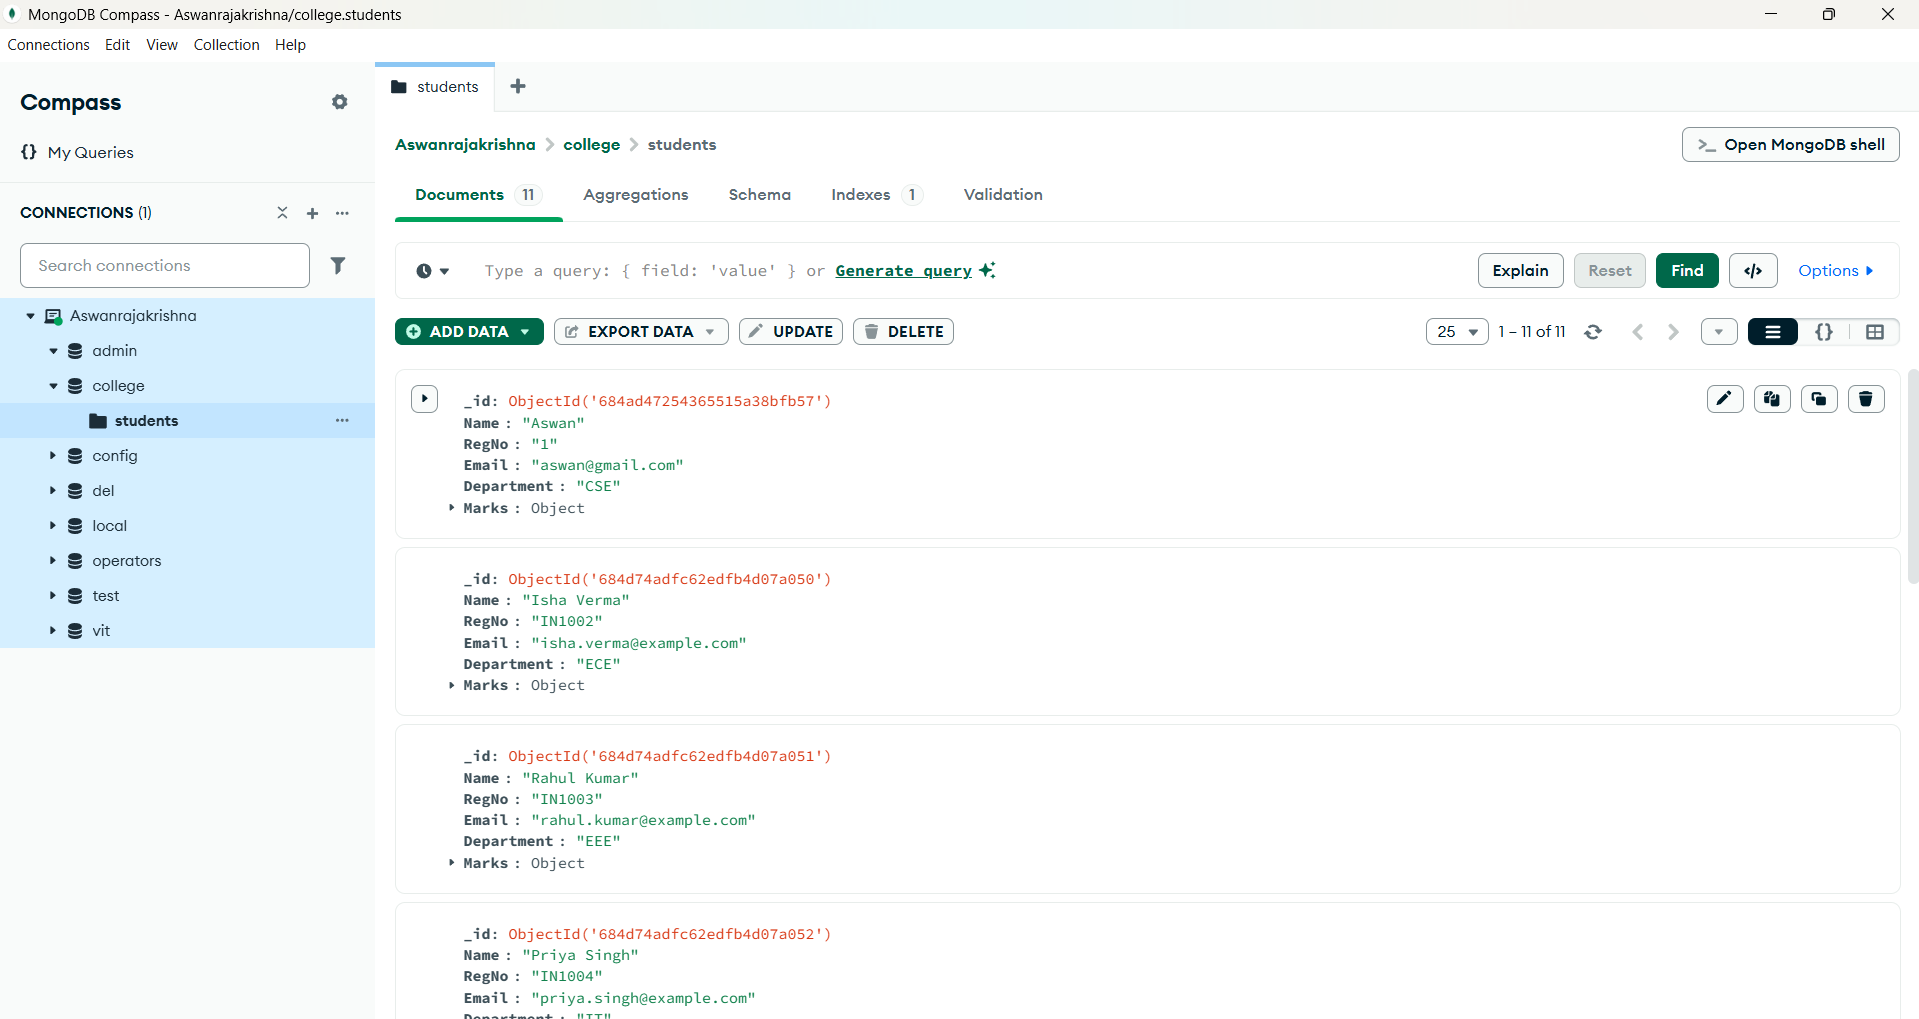 MongoDB Compass - Aswanrajakrishna/college.students
Connections Edit View Collection Help
Compass
{} My Queries
CONNECTIONS (1)
Search connections
Aswanrajakrishna
admin
college
students
config
del
local
operators
test
vit
students
Aswanrajakrishna > college > students
>_ Open MongoDB shell
Documents 11 Aggregations Schema Indexes 1 Validation
Type a query: { field: 'value' } or Generate query
Explain Reset Find </> Options
ADD DATA EXPORT DATA UPDATE DELETE
25 1 – 11 of 11 {}
_id: ObjectId('684ad47254365515a38bfb57')
Name : "Aswan"
RegNo : "1"
Email : "aswan@gmail.com"
Department : "CSE"
Marks : Object
_id: ObjectId('684d74adfc62edfb4d07a050')
Name : "Isha Verma"
RegNo : "IN1002"
Email : "isha.verma@example.com"
Department : "ECE"
Marks : Object
_id: ObjectId('684d74adfc62edfb4d07a051')
Name : "Rahul Kumar"
RegNo : "IN1003"
Email : "rahul.kumar@example.com"
Department : "EEE"
Marks : Object
_id: ObjectId('684d74adfc62edfb4d07a052')
Name : "Priya Singh"
RegNo : "IN1004"
Email : "priya.singh@example.com"
Department : "IT"